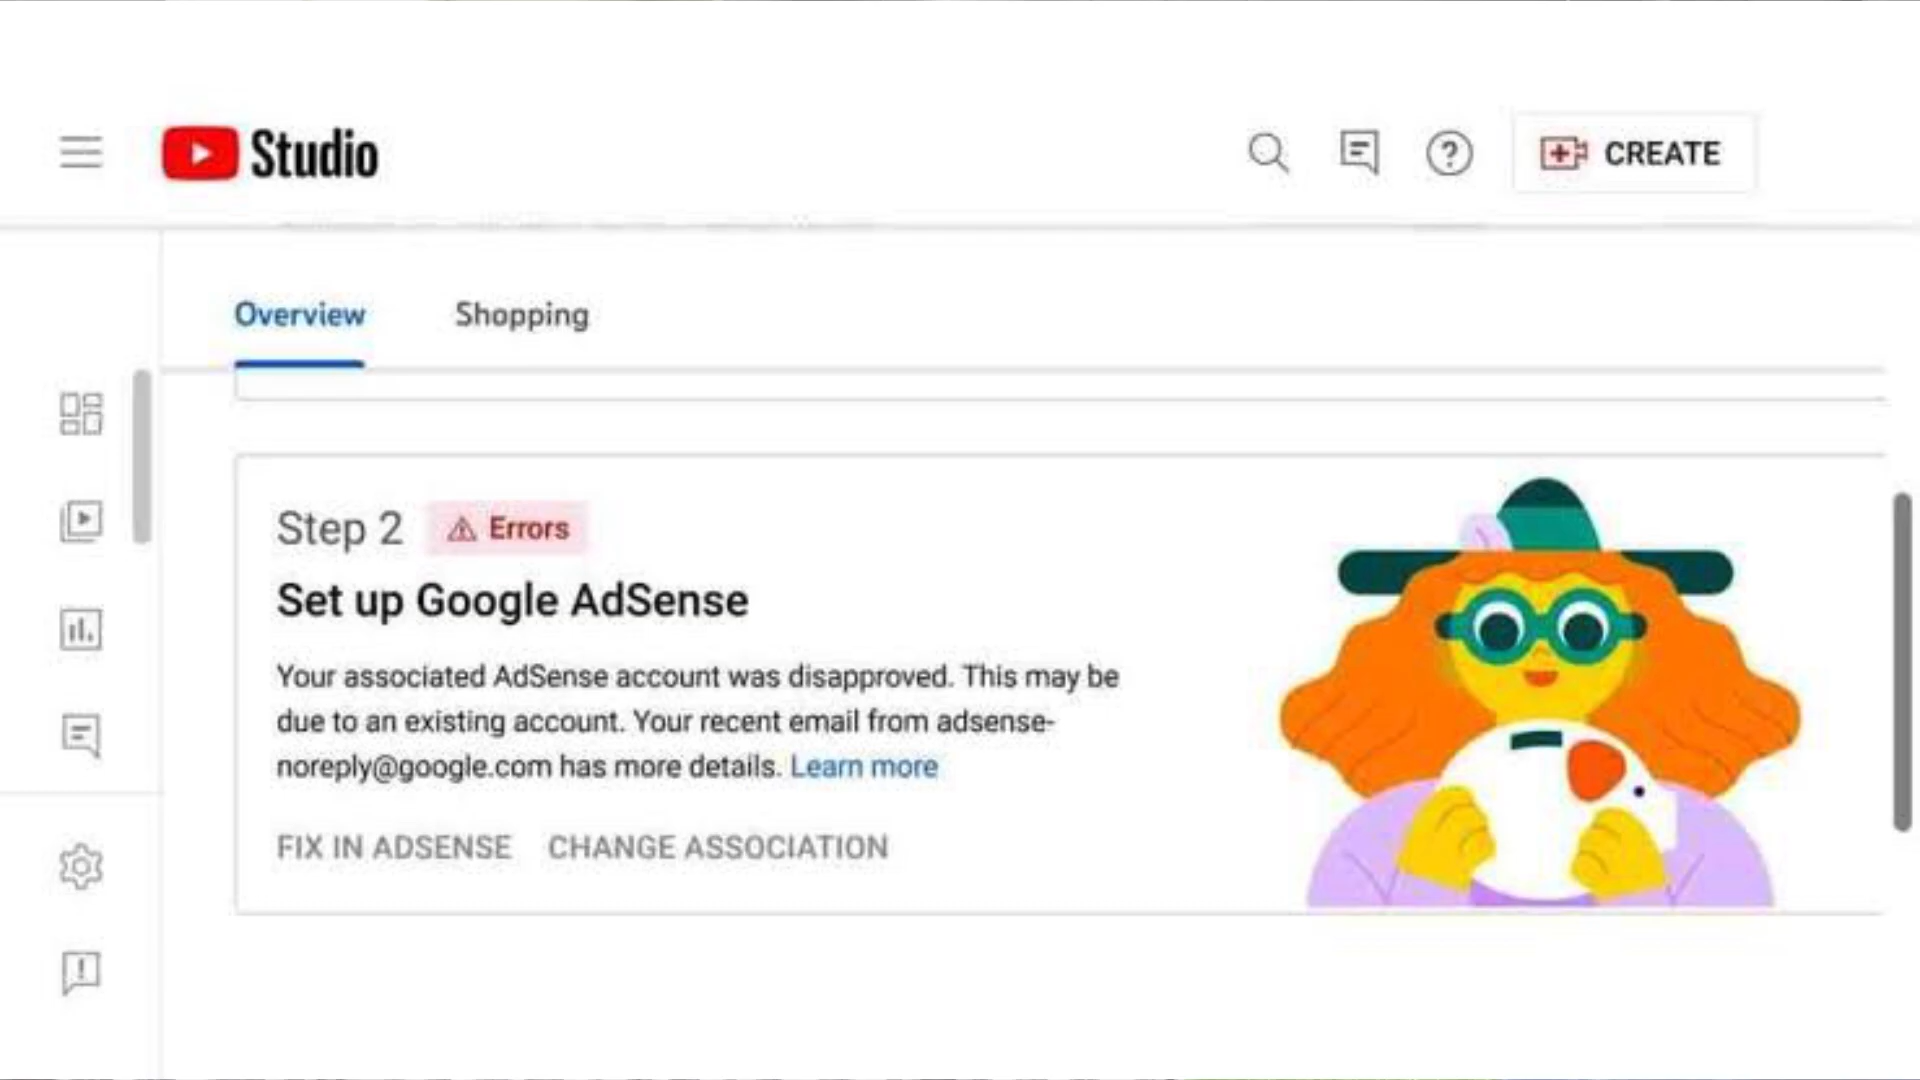 Studio
CREATE
Overview
Shopping
Step 2
Errors
Set up Google AdSense
Your associated AdSense account was disapproved. This may be
due to an existing account. Your recent email from adsense-
noreply@google.com has more details. Learn more
FIX IN ADSENSE
CHANGE ASSOCIATION